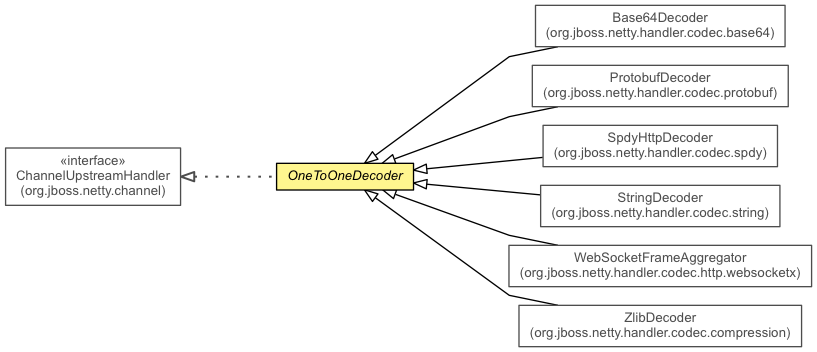 «interface»
ChannelUpstreamHandler
(org.jboss.netty.channel)
OneToOneDecoder
Base64Decoder
(org.jboss.netty.handler.codec.base64)
ProtobufDecoder
(org.jboss.netty.handler.codec.protobuf)
SpdyHttpDecoder
(org.jboss.netty.handler.codec.spdy)
StringDecoder
(org.jboss.netty.handler.codec.string)
WebSocketFrameAggregator
(org.jboss.netty.handler.codec.http.websocketx)
ZlibDecoder
(org.jboss.netty.handler.codec.compression)